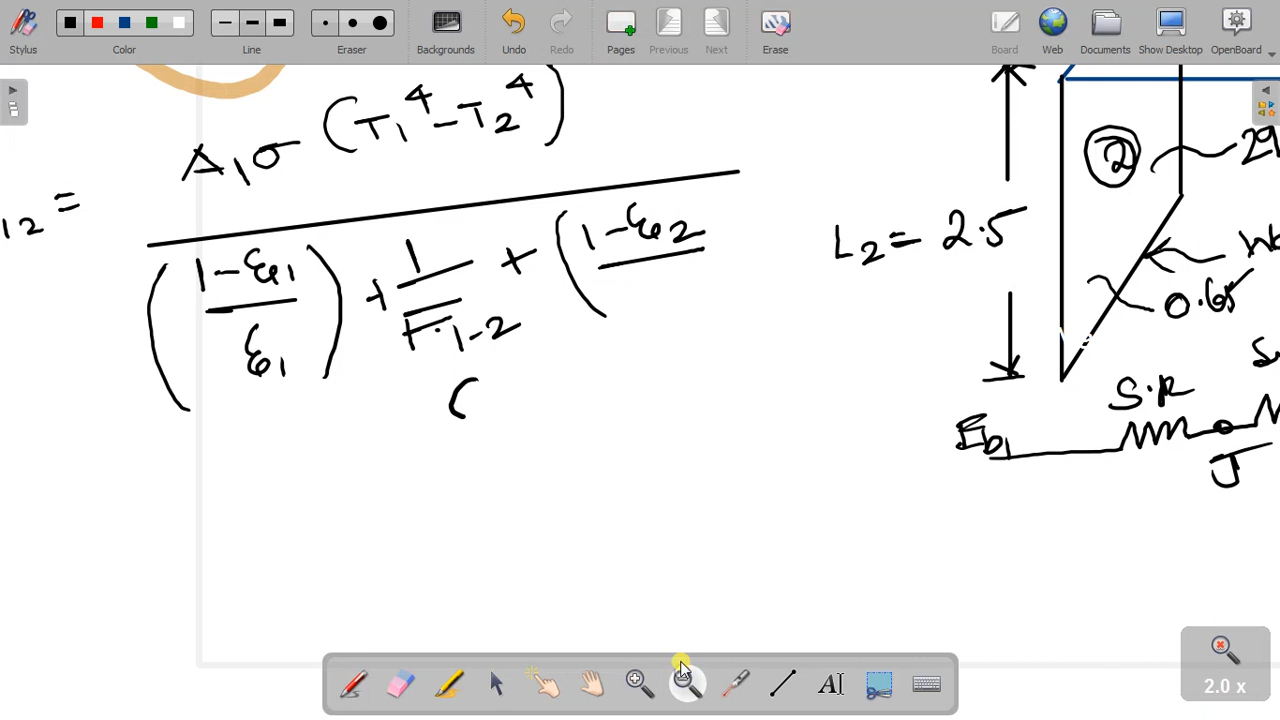 Stylus Color Line Eraser Backgrounds Undo Redo Pages Previous Next Erase Board Web Documents Show Desktop OpenBoard
A₁σ (T₁⁴-T₂⁴)
12 =
(1-ε₁/ε₁) + 1/F₁₋₂ + (1-ε₂
(
2
29
L₂ = 2.5
0.65
S.R
Eb₁
J
2.0 x